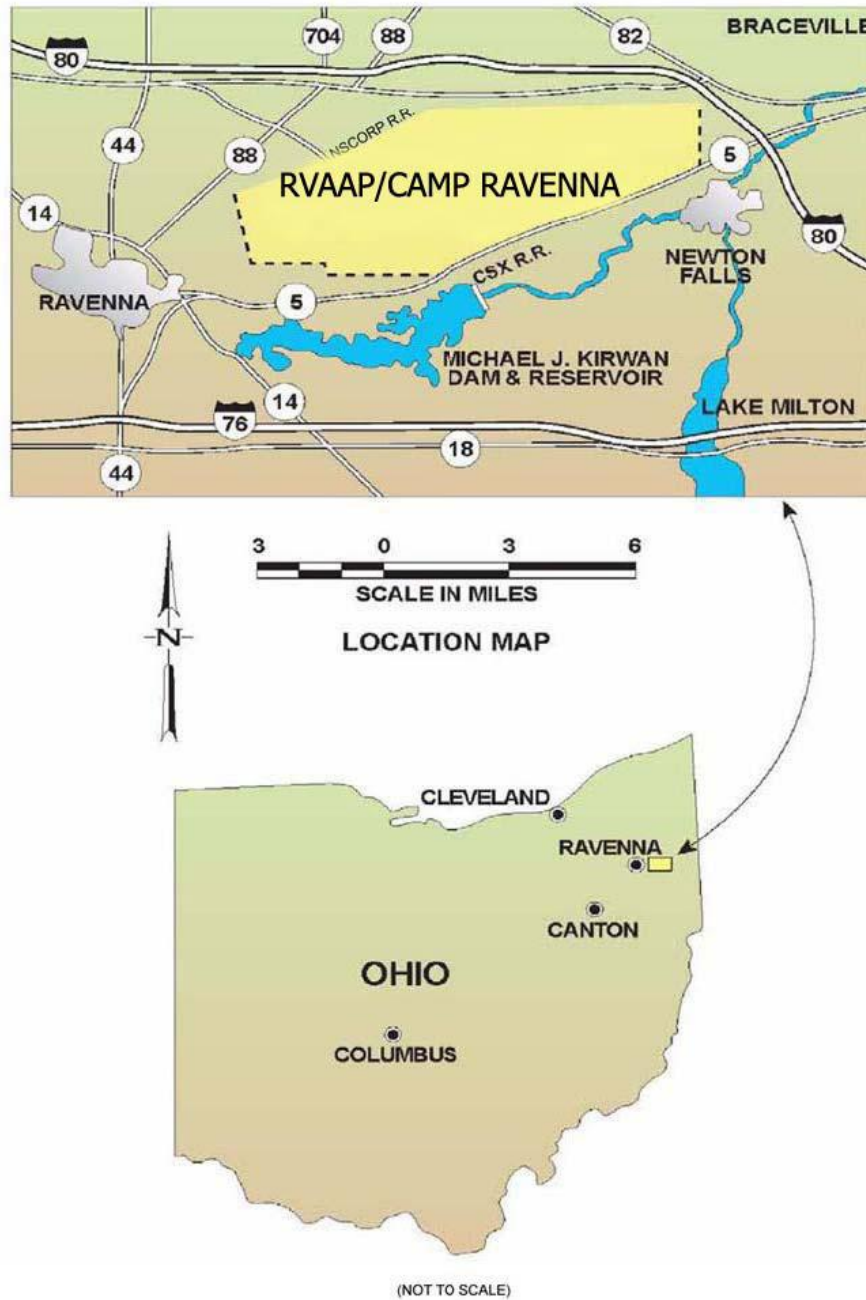 704
88
82
BRACEVILLE
80
44
88
NSCORP R.R.
5
RVAAP/CAMP RAVENNA
14
80
NEWTON
FALLS
CSX R.R.
RAVENNA
5
MICHAEL J. KIRWAN
DAM & RESERVOIR
14
76
LAKE MILTON
18
44
3 0 3 6
SCALE IN MILES
N
LOCATION MAP
CLEVELAND
RAVENNA
CANTON
OHIO
COLUMBUS
(NOT TO SCALE)